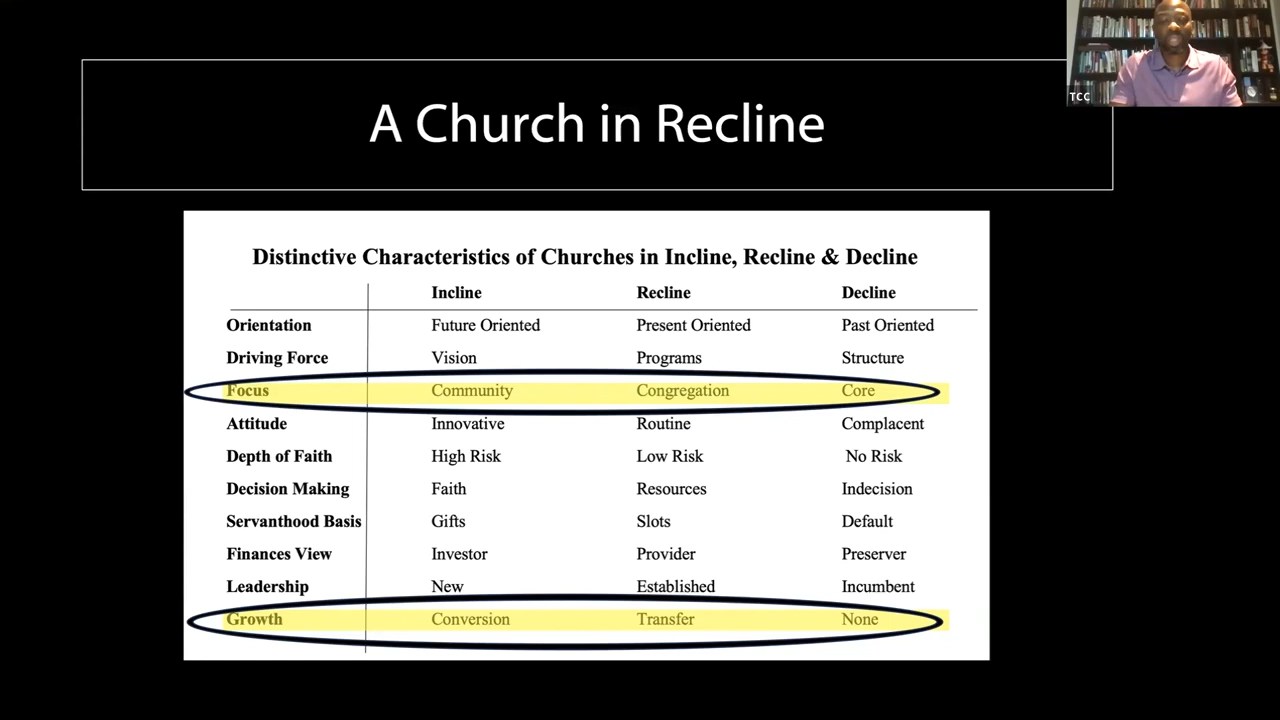 TCC
A Church in Recline
Distinctive Characteristics of Churches in Incline, Recline & Decline
Incline Recline Decline
Orientation Future Oriented Present Oriented Past Oriented
Driving Force Vision Programs Structure
Focus Community Congregation Core
Attitude Innovative Routine Complacent
Depth of Faith High Risk Low Risk No Risk
Decision Making Faith Resources Indecision
Servanthood Basis Gifts Slots Default
Finances View Investor Provider Preserver
Leadership New Established Incumbent
Growth Conversion Transfer None